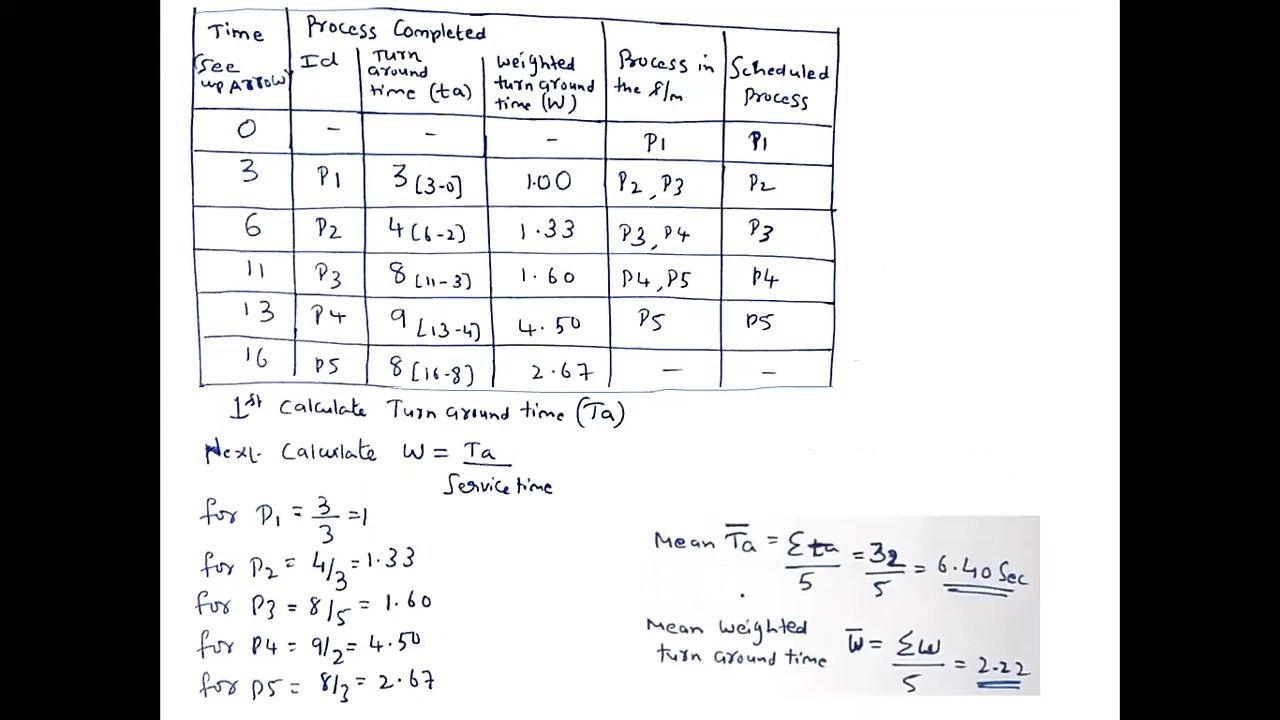 Time | Process Completed | Process in the s/m | Scheduled Process
(See up Arrow) | Id | Turn around time (ta) | weighted turn ground time (W)
0 | - | - | - | P1 | P1
3 | P1 | 3 [3-0] | 1.00 | P2, P3 | P2
6 | P2 | 4 [6-2) | 1.33 | P3, P4 | P3
11 | P3 | 8 [11-3) | 1.60 | P4, P5 | P4
13 | P4 | 9 [13-4) | 4.50 | P5 | P5
16 | P5 | 8 [16-8) | 2.67 | - | -
1st Calculate Turn ground time (Ta)
Next Calculate W = Ta / Service time
for P1 = 3/3 = 1
for P2 = 4/3 = 1.33
for P3 = 8/5 = 1.60
for P4 = 9/2 = 4.50
for P5 = 8/3 = 2.67
Mean T̅a = Σta/5 = 32/5 = 6.40 Sec
Mean weighted turn ground time W̅ = ΣW/5 = 2.22